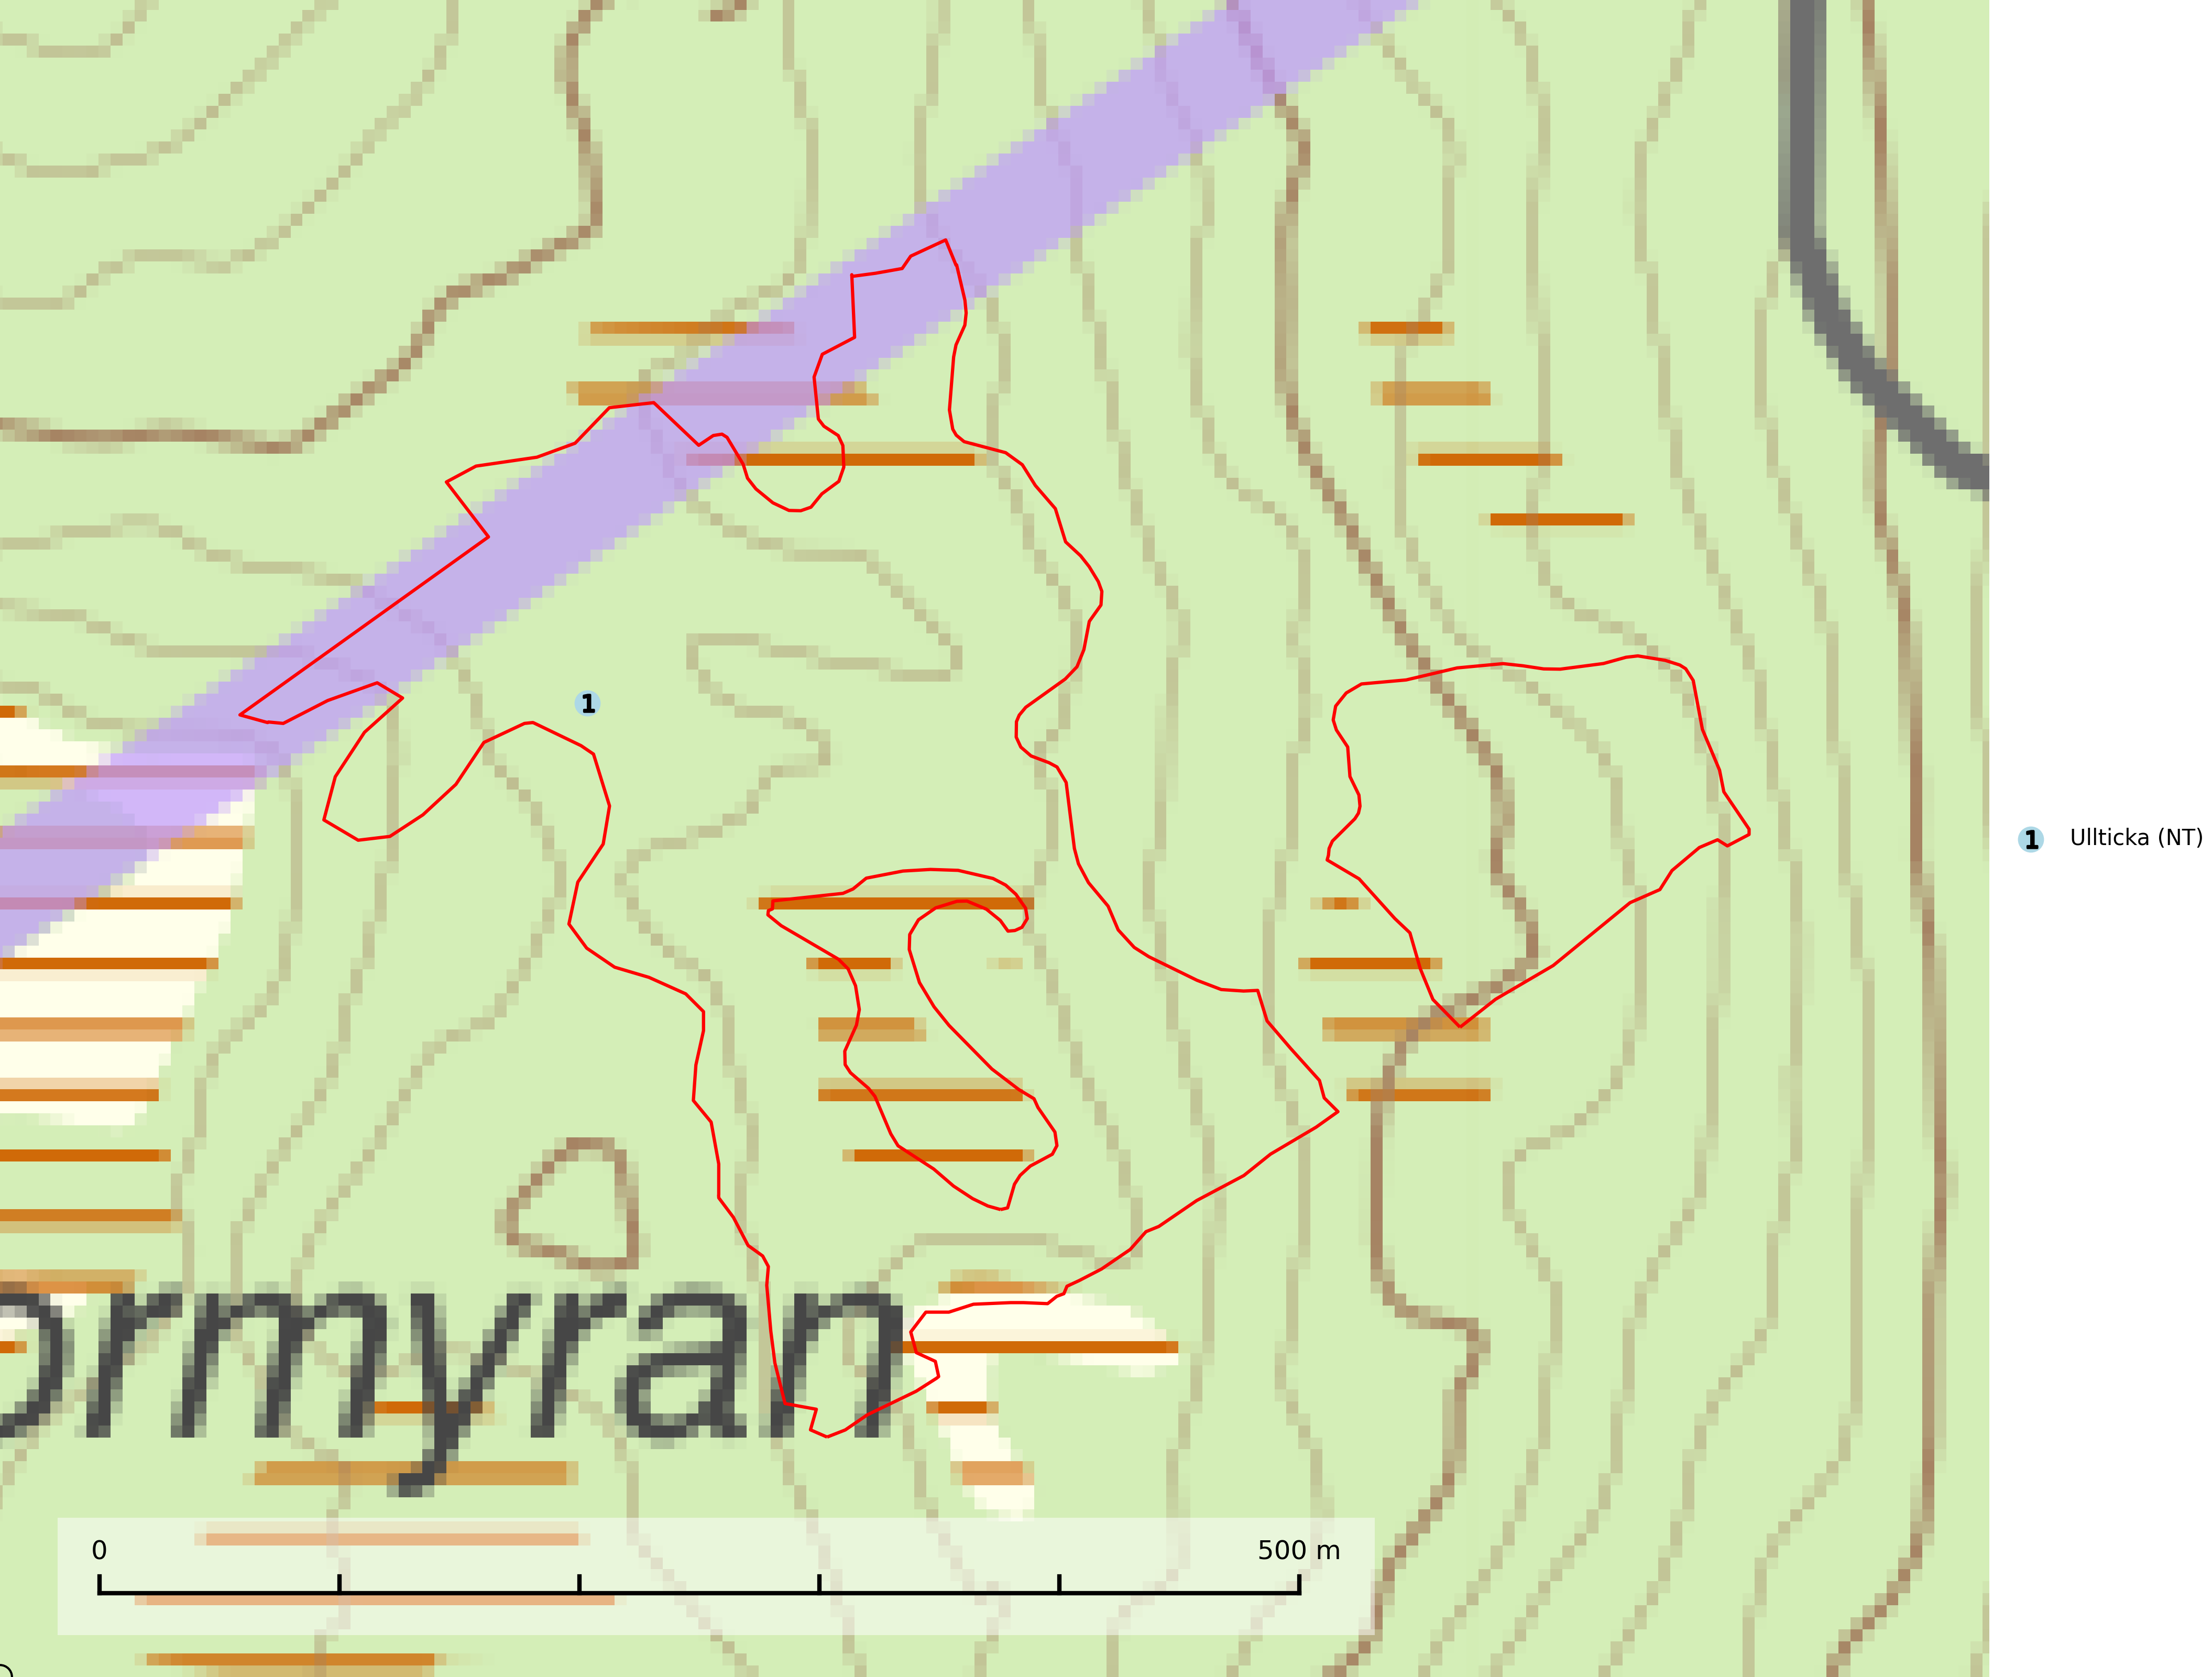 1
1 Ullticka (NT)
ormyran
0 500 m